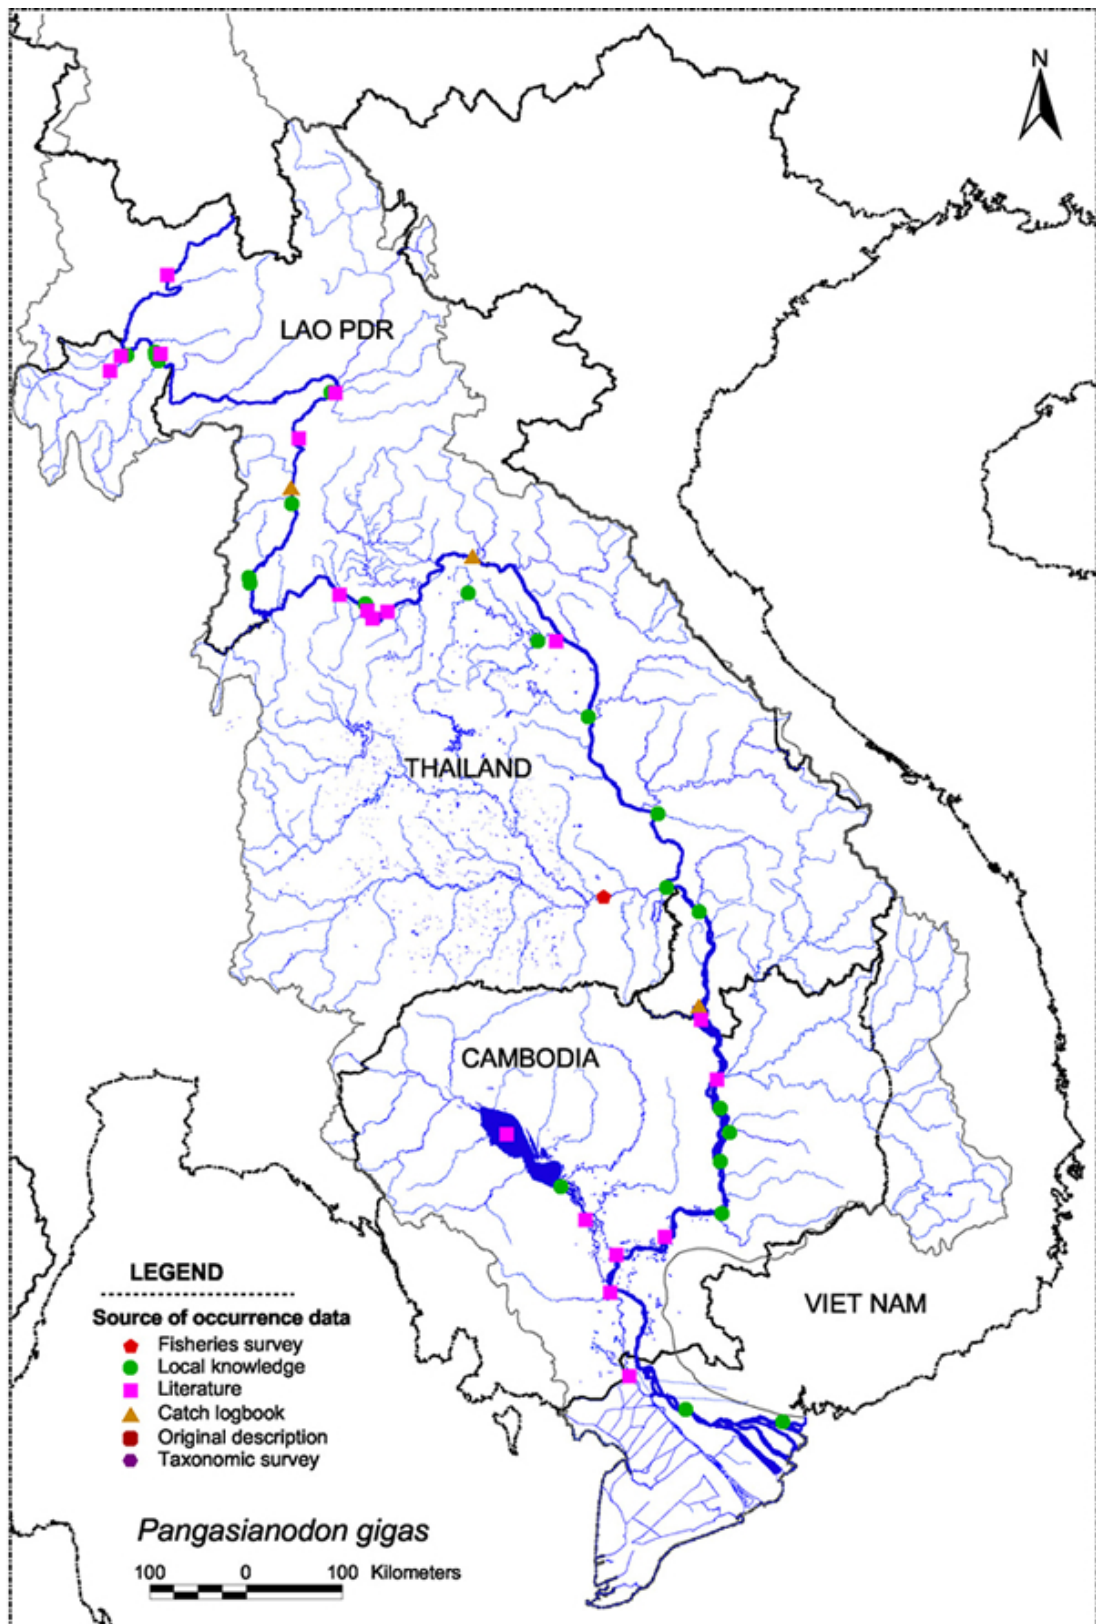 N
LAO PDR
THAILAND
CAMBODIA
VIET NAM
LEGEND
Source of occurrence data
Fisheries survey
Local knowledge
Literature
Catch logbook
Original description
Taxonomic survey
Pangasianodon gigas
100 0 100 Kilometers